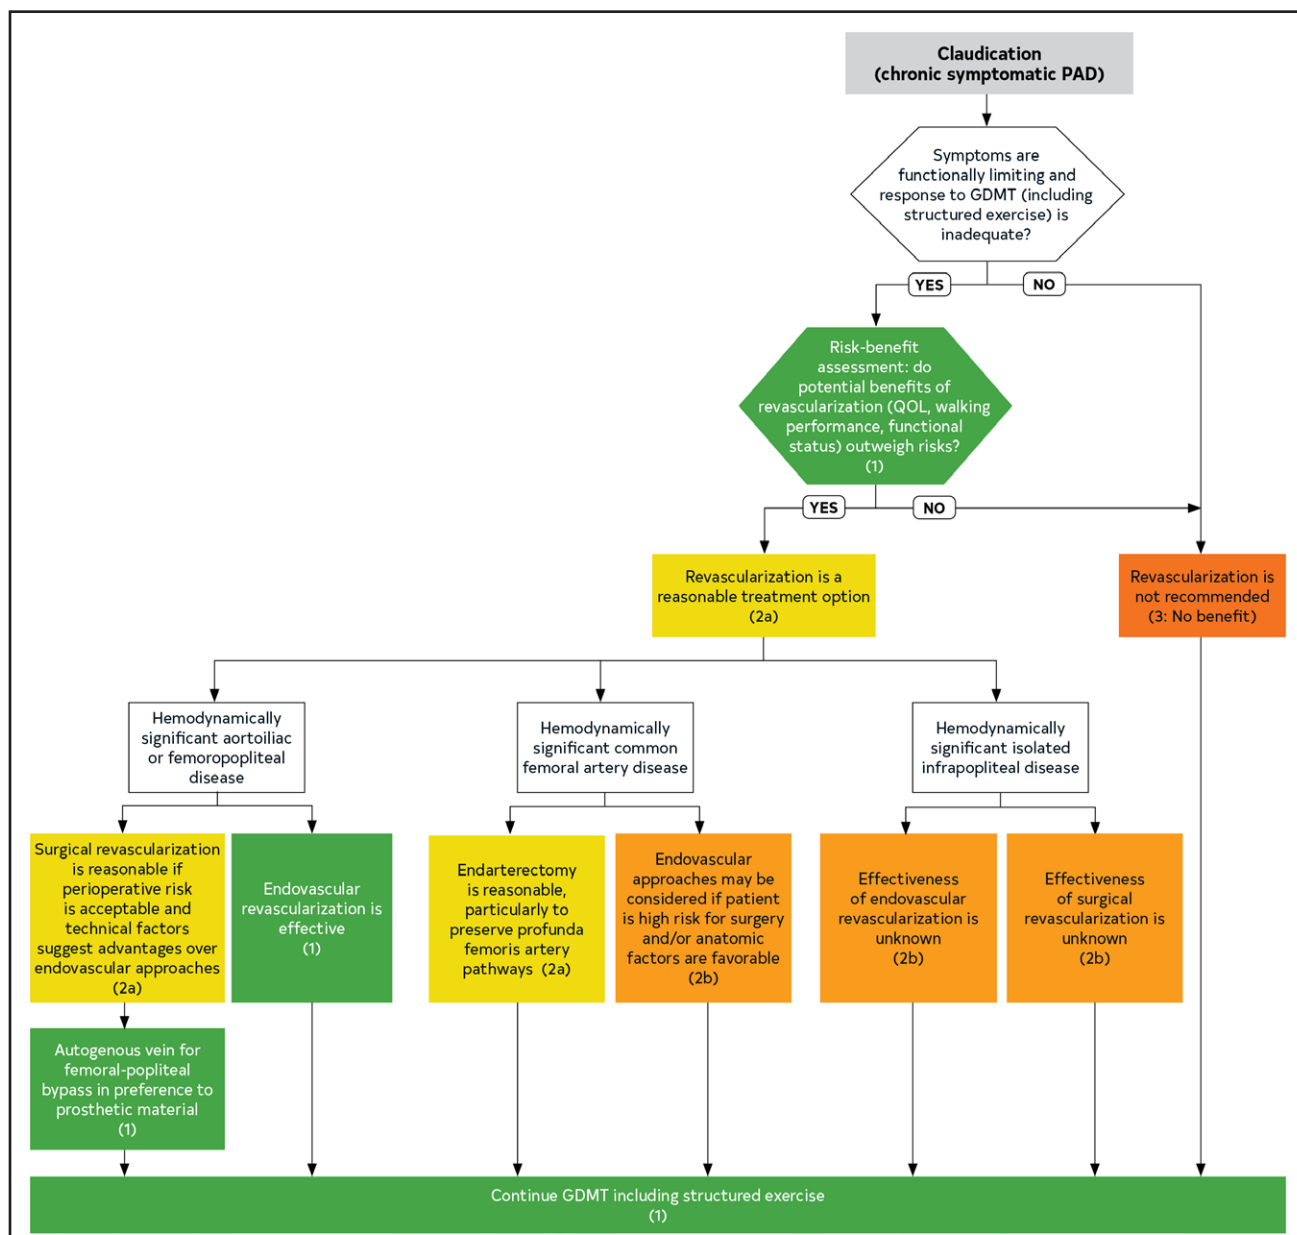 Claudication
(chronic symptomatic PAD)
Symptoms are
functionally limiting and
response to GDMT (including
structured exercise) is
inadequate?
YES
NO
Risk-benefit
assessment: do
potential benefits of
revascularization (QOL, walking
performance, functional
status) outweigh risks?
(1)
YES
NO
Revascularization is a
reasonable treatment option
(2a)
Revascularization is
not recommended
(3: No benefit)
Hemodynamically
significant aortoiliac
or femoropopliteal
disease
Hemodynamically
significant common
femoral artery disease
Hemodynamically
significant isolated
infrapopliteal disease
Surgical revascularization
is reasonable if
perioperative risk
is acceptable and
technical factors
suggest advantages over
endovascular approaches
(2a)
Endovascular
revascularization is
effective
(1)
Endarterectomy
is reasonable,
particularly to
preserve profunda
femoris artery
pathways (2a)
Endovascular
approaches may be
considered if patient
is high risk for surgery
and/or anatomic
factors are favorable
(2b)
Effectiveness
of endovascular
revascularization is
unknown
(2b)
Effectiveness
of surgical
revascularization is
unknown
(2b)
Autogenous vein for
femoral-popliteal
bypass in preference to
prosthetic material
(1)
Continue GDMT including structured exercise
(1)